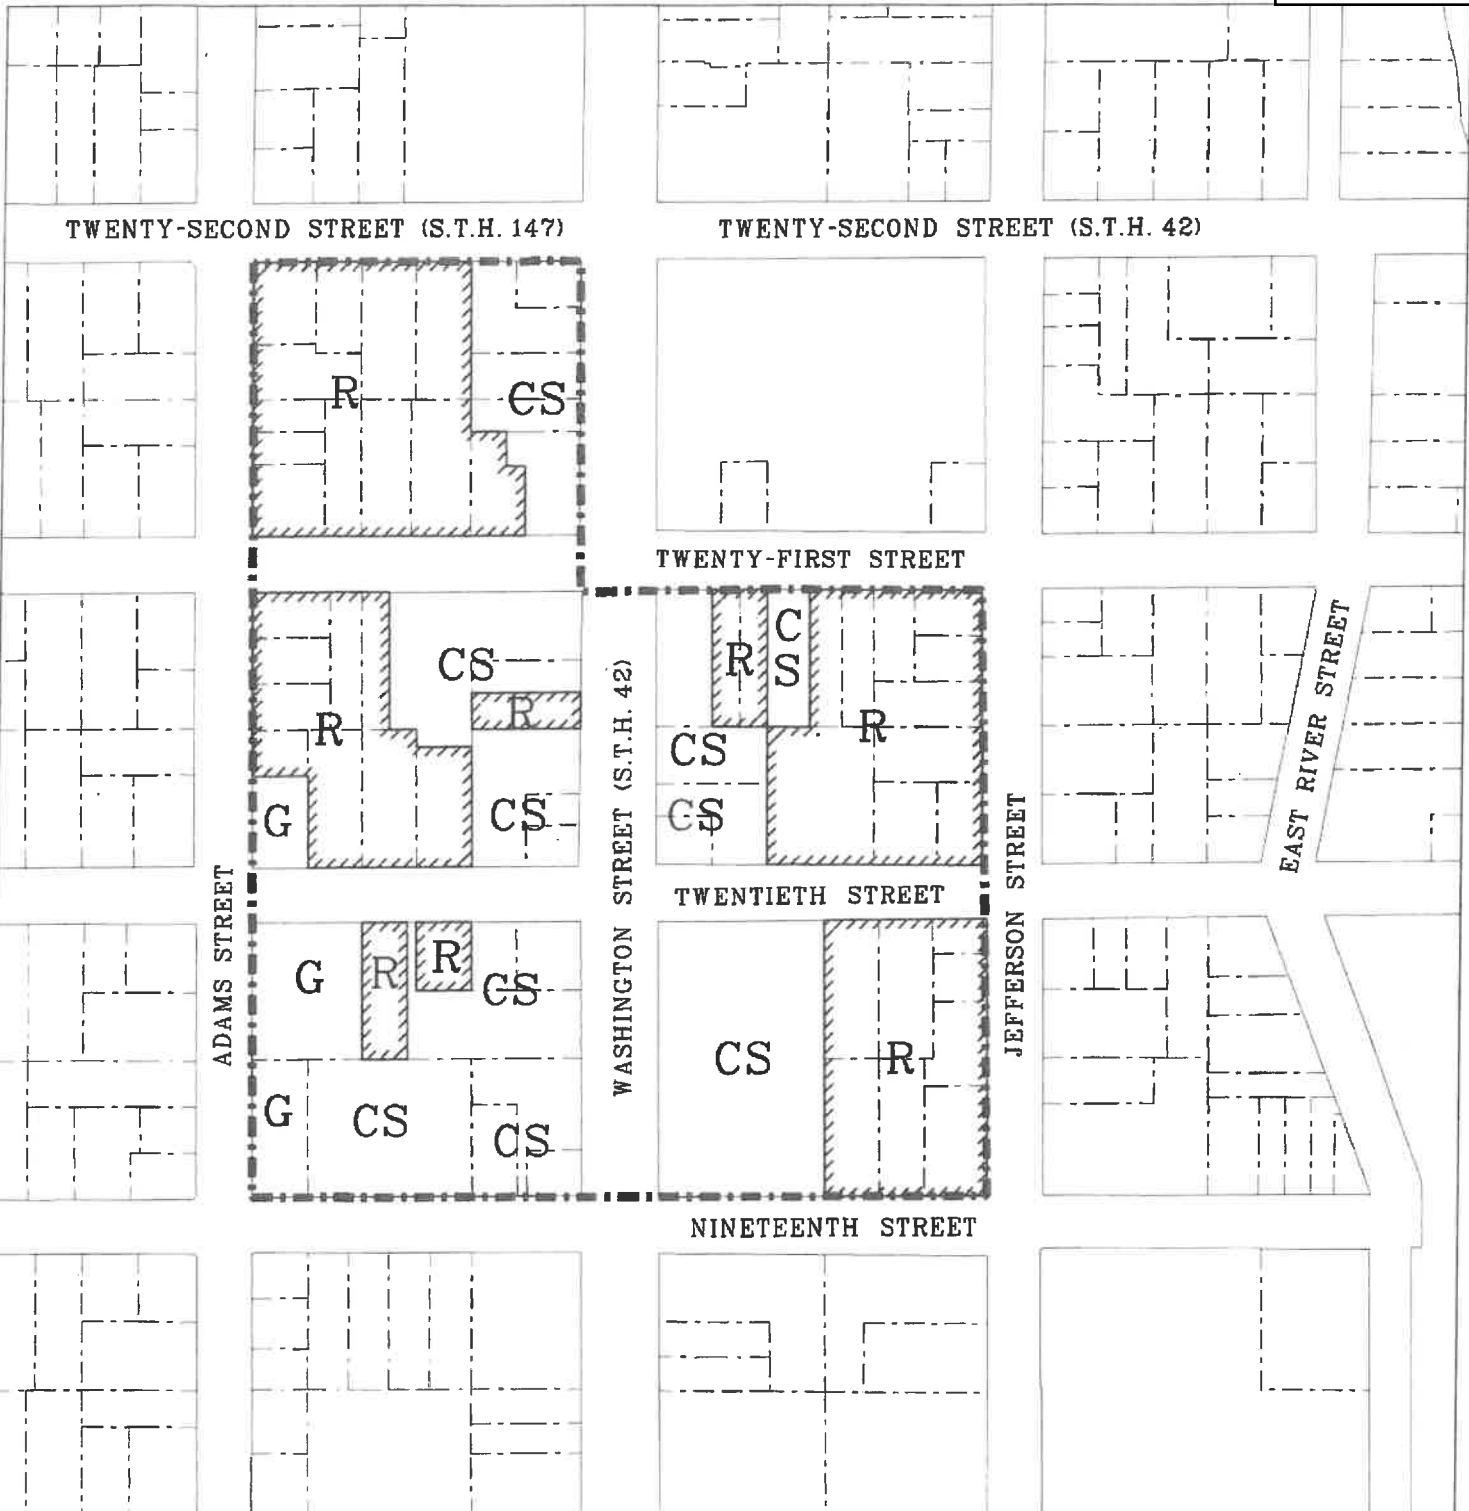 TWENTY-SECOND STREET (S.T.H. 147)
TWENTY-SECOND STREET (S.T.H. 42)
R
CS
TWENTY-FIRST STREET
C
S
R
CS
R
R
R
CS
G
CS
CS
R
WASHINGTON STREET (S.T.H. 42)
EAST RIVER STREET
ADAMS STREET
JEFFERSON STREET
TWENTIETH STREET
G
R
R
CS
CS
R
G
CS
CS
NINETEENTH STREET